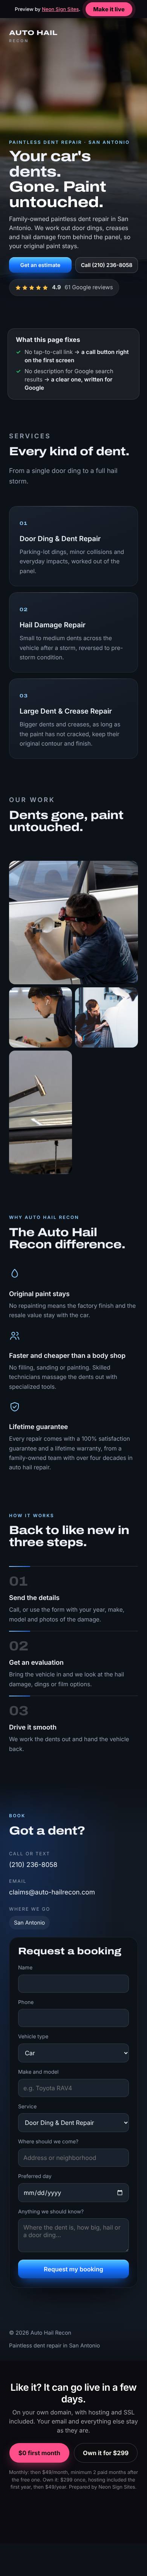 Preview by Neon Sign Sites. Make it live
AUTO HAIL
RECON
PAINTLESS DENT REPAIR · SAN ANTONIO
Your car's
dents.
Gone. Paint
untouched.
Family-owned paintless dent repair in San
Antonio. We work out door dings, creases
and hail damage from behind the panel, so
your original paint stays.
Get an estimate
Call (210) 236-8058
★★★★★ 4.9 61 Google reviews
What this page fixes
✓ No tap-to-call link → a call button right
on the first screen
✓ No description for Google search
results → a clear one, written for
Google
SERVICES
Every kind of dent.
From a single door ding to a full hail
storm.
01
Door Ding & Dent Repair
Parking-lot dings, minor collisions and
everyday impacts, worked out of the
panel.
02
Hail Damage Repair
Small to medium dents across the
vehicle after a storm, reversed to pre-
storm condition.
03
Large Dent & Crease Repair
Bigger dents and creases, as long as
the paint has not cracked, keep their
original contour and finish.
OUR WORK
Dents gone, paint
untouched.
WHY AUTO HAIL RECON
The Auto Hail
Recon difference.
Original paint stays
No repainting means the factory finish and the
resale value stay with the car.
Faster and cheaper than a body shop
No filling, sanding or painting. Skilled
technicians massage the dents out with
specialized tools.
Lifetime guarantee
Every repair comes with a 100% satisfaction
guarantee and a lifetime warranty, from a
family-owned team with over four decades in
auto hail repair.
HOW IT WORKS
Back to like new in
three steps.
01
Send the details
Call, or use the form with your year, make,
model and photos of the damage.
02
Get an evaluation
Bring the vehicle in and we look at the hail
damage, dings or film options.
03
Drive it smooth
We work the dents out and hand the vehicle
back.
BOOK
Got a dent?
CALL OR TEXT
(210) 236-8058
EMAIL
claims@auto-hailrecon.com
WHERE WE GO
San Antonio
Request a booking
Name
Phone
Vehicle type
Car
Make and model
e.g. Toyota RAV4
Service
Door Ding & Dent Repair
Where should we come?
Address or neighborhood
Preferred day
mm/dd/yyyy
Anything we should know?
Where the dent is, how big, hail or
a door ding...
Request my booking
© 2026 Auto Hail Recon
Paintless dent repair in San Antonio
Like it? It can go live in a few
days.
On your own domain, with hosting and SSL
included. Your email and everything else stay
as they are.
$0 first month
Own it for $299
Monthly: then $49/month, minimum 2 paid months after
the free one. Own it: $299 once, hosting included the
first year, then $49/year. Prepared by Neon Sign Sites.